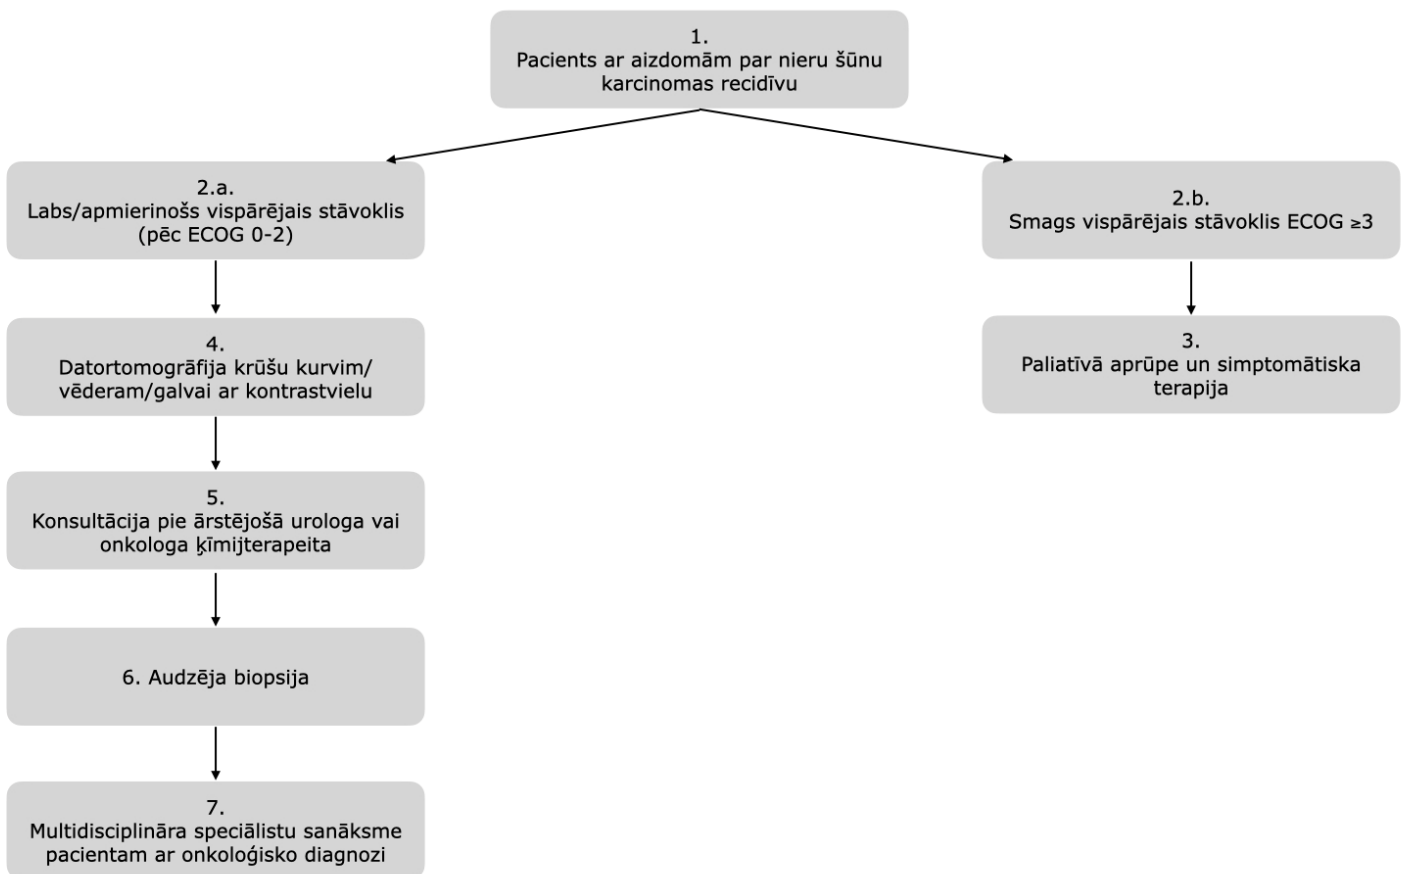 1.
Pacients ar aizdomām par nieru šūnu
karcinomas recidīvu
2.a.
Labs/apmierinošs vispārējais stāvoklis
(pēc ECOG 0-2)
2.b.
Smags vispārējais stāvoklis ECOG ≥3
4.
Datortomogrāfija krūšu kurvim/
vēderam/galvai ar kontrastvielu
3.
Paliatīvā aprūpe un simptomātiska
terapija
5.
Konsultācija pie ārstējošā urologa vai
onkologa ķīmijterapeita
6. Audzēja biopsija
7.
Multidisciplināra speciālistu sanāksme
pacientam ar onkoloģisko diagnozi